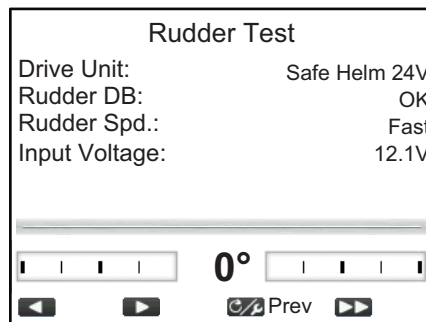 Rudder Test
Drive Unit: Safe Helm 24V
Rudder DB: OK
Rudder Spd.: Fast
Input Voltage: 12.1V
0°
Prev